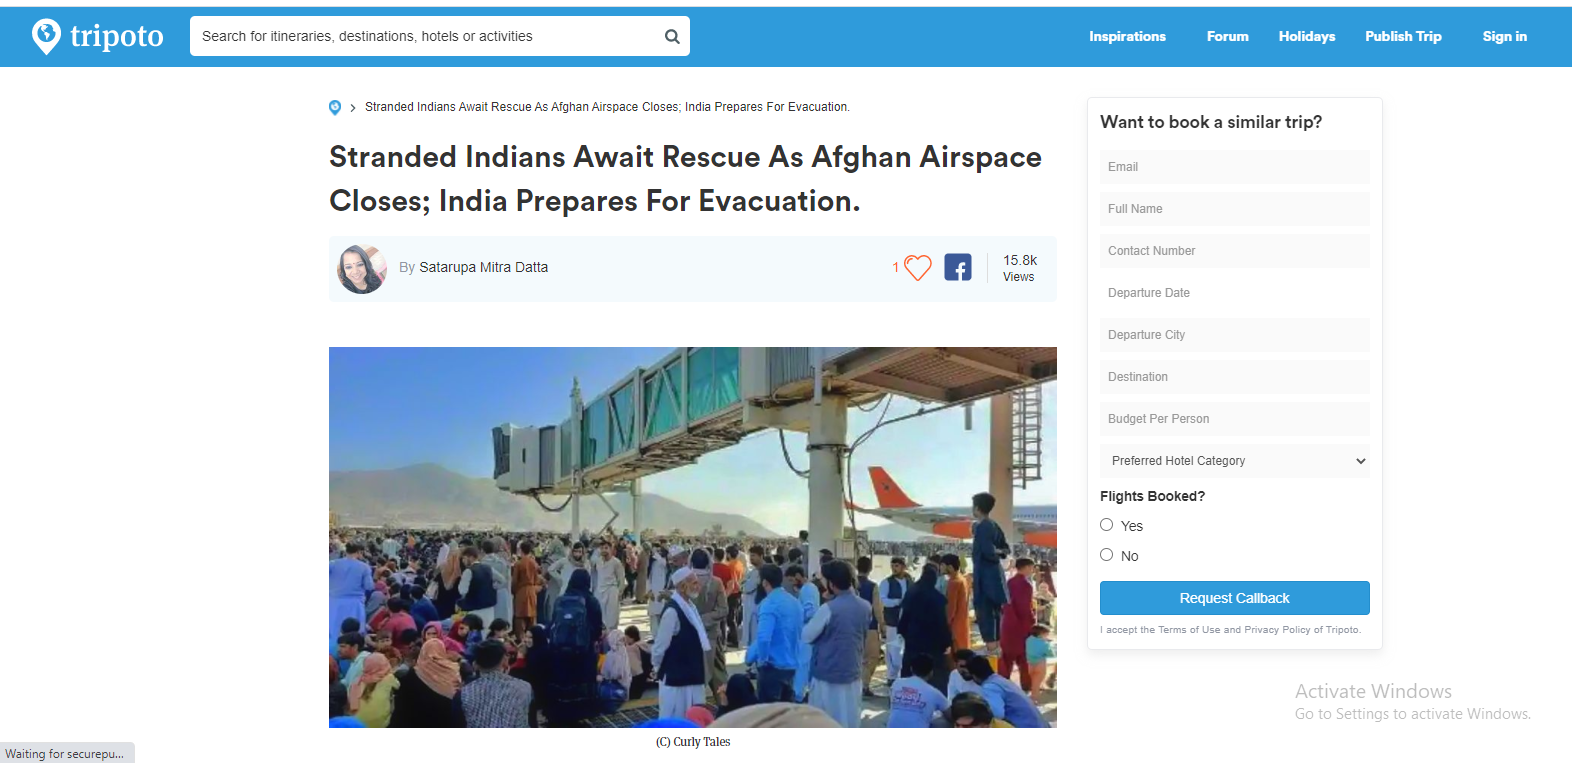 tripoto
Search for itineraries, destinations, hotels or activities
Inspirations
Forum
Holidays
Publish Trip
Sign in
Stranded Indians Await Rescue As Afghan Airspace Closes; India Prepares For Evacuation.
Stranded Indians Await Rescue As Afghan Airspace
Closes; India Prepares For Evacuation.
By Satarupa Mitra Datta
1
15.8k
Views
(C) Curly Tales
Want to book a similar trip?
Email
Full Name
Contact Number
Departure Date
Departure City
Destination
Budget Per Person
Preferred Hotel Category
Flights Booked?
Yes
No
Request Callback
I accept the Terms of Use and Privacy Policy of Tripoto.
Activate Windows
Go to Settings to activate Windows.
Waiting for securepu...